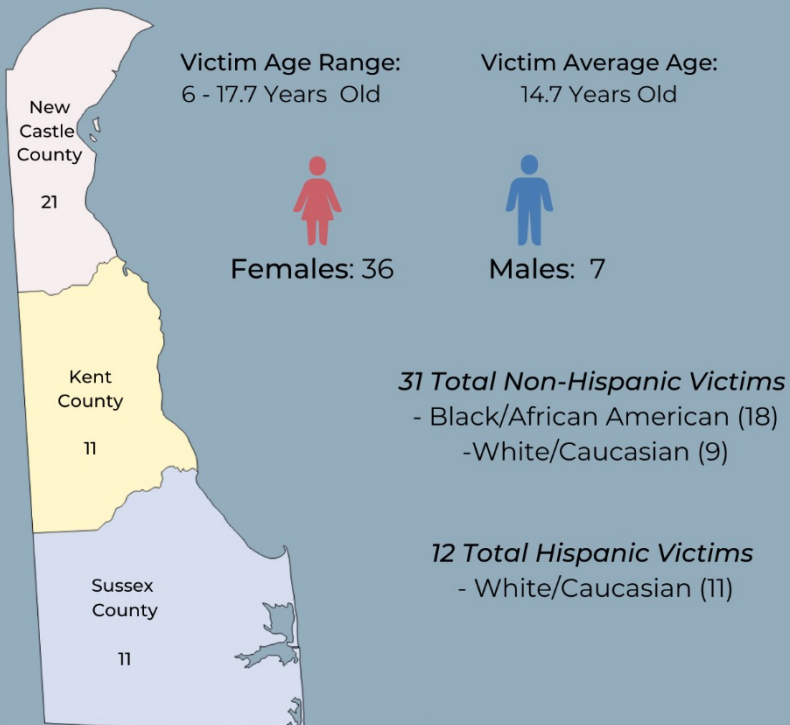 Victim Age Range:
6 - 17.7 Years Old
Victim Average Age:
14.7 Years Old
New
Castle
County
21
Females: 36
Males: 7
Kent
County
11
31 Total Non-Hispanic Victims
- Black/African American (18)
-White/Caucasian (9)
12 Total Hispanic Victims
- White/Caucasian (11)
Sussex
County
11